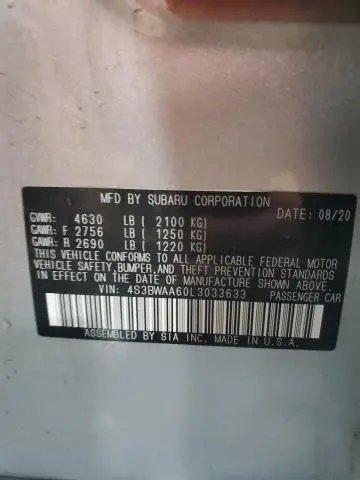 MFD BY SUBARU CORPORATION
DATE: 08/20
GVWR: 4630 LB ( 2100 KG)
GAWR: F 2756 LB ( 1250 KG)
GAWR: R 2690 LB ( 1220 KG)
THIS VEHICLE CONFORMS TO ALL APPLICABLE FEDERAL MOTOR
VEHICLE SAFETY, BUMPER, AND THEFT PREVENTION STANDARDS
IN EFFECT ON THE DATE OF MANUFACTURE SHOWN ABOVE.
VIN: 4S3BWAA60L3033633 PASSENGER CAR
ASSEMBLED BY SIA INC. MADE IN U.S.A.